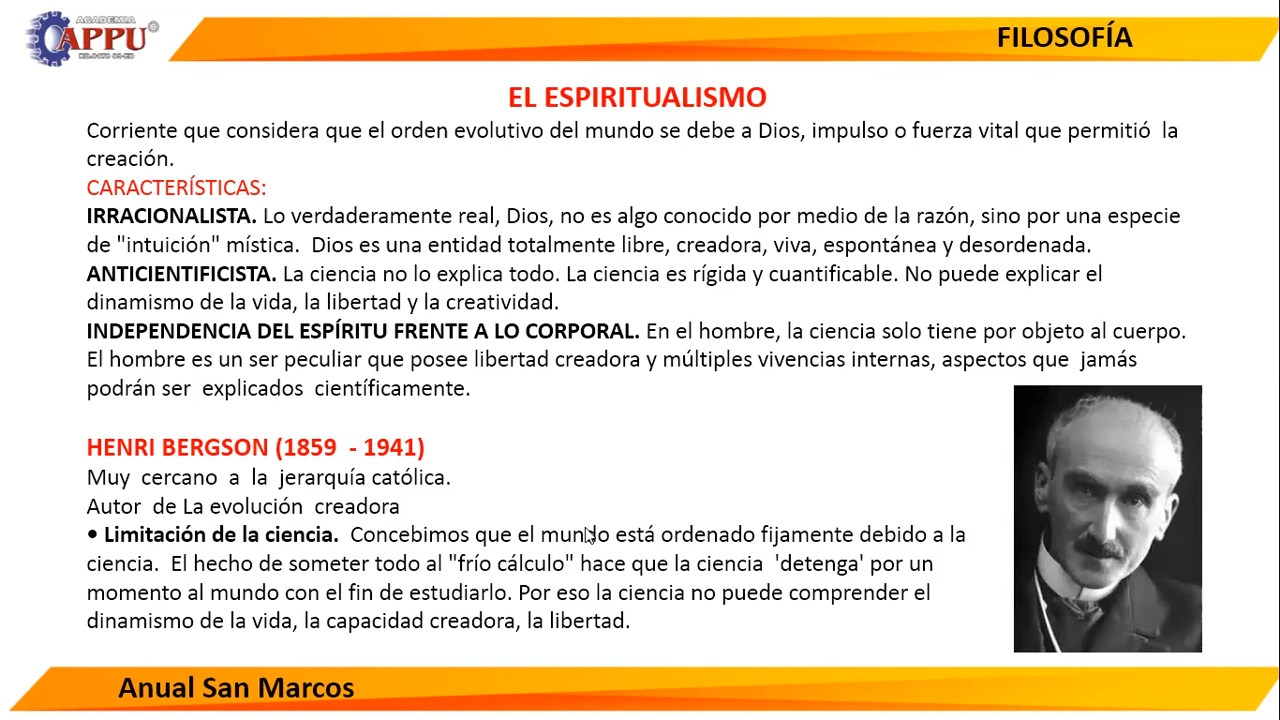 ACADEMIA
APPU
FILOSOFÍA
EL ESPIRITUALISMO
Corriente que considera que el orden evolutivo del mundo se debe a Dios, impulso o fuerza vital que permitió la
creación.
CARACTERÍSTICAS:
IRRACIONALISTA. Lo verdaderamente real, Dios, no es algo conocido por medio de la razón, sino por una especie
de "intuición" mística. Dios es una entidad totalmente libre, creadora, viva, espontánea y desordenada.
ANTICIENTIFICISTA. La ciencia no lo explica todo. La ciencia es rígida y cuantificable. No puede explicar el
dinamismo de la vida, la libertad y la creatividad.
INDEPENDENCIA DEL ESPÍRITU FRENTE A LO CORPORAL. En el hombre, la ciencia solo tiene por objeto al cuerpo.
El hombre es un ser peculiar que posee libertad creadora y múltiples vivencias internas, aspectos que jamás
podrán ser explicados científicamente.
HENRI BERGSON (1859 - 1941)
Muy cercano a la jerarquía católica.
Autor de La evolución creadora
• Limitación de la ciencia. Concebimos que el mundo está ordenado fijamente debido a la
ciencia. El hecho de someter todo al "frío cálculo" hace que la ciencia 'detenga' por un
momento al mundo con el fin de estudiarlo. Por eso la ciencia no puede comprender el
dinamismo de la vida, la capacidad creadora, la libertad.
Anual San Marcos